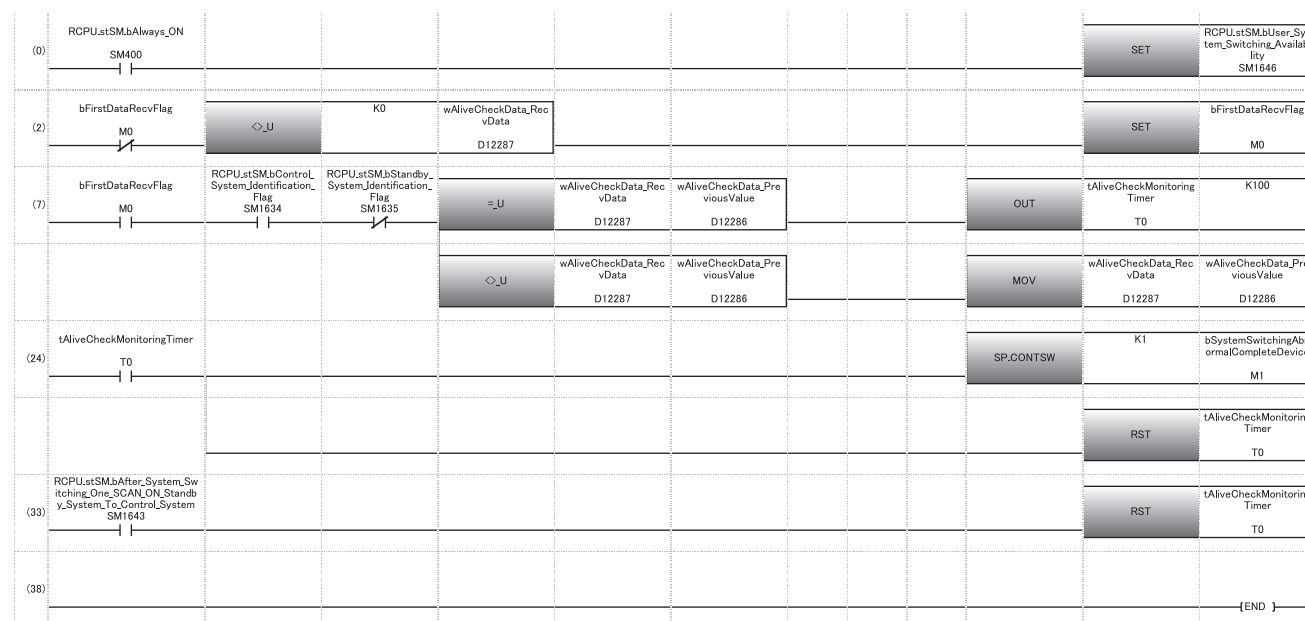 RCPU.stSM.bAlways_ON
(0)
SM400
SET
RCPU.stSM.bUser_Sy
tem_Switching_Availab
lity
SM1646
bFirstDataRecvFlag
(2)
M0
<>_U
K0
wAliveCheckData_Rec
vData
D12287
SET
bFirstDataRecvFlag
M0
bFirstDataRecvFlag
(7)
M0
RCPU.stSM.bControl_
System_Identification_
Flag
SM1634
RCPU.stSM.bStandby_
System_Identification_
Flag
SM1635
=_U
wAliveCheckData_Rec
vData
D12287
wAliveCheckData_Pre
viousValue
D12286
OUT
tAliveCheckMonitoring
Timer
T0
K100
<>_U
wAliveCheckData_Rec
vData
D12287
wAliveCheckData_Pre
viousValue
D12286
MOV
wAliveCheckData_Rec
vData
D12287
wAliveCheckData_Pre
viousValue
D12286
tAliveCheckMonitoringTimer
(24)
T0
SP.CONTSW
K1
bSystemSwitchingAb
ormalCompleteDevic
M1
RST
tAliveCheckMonitorin
Timer
T0
RCPU.stSM.bAfter_System_Sw
itching_One_SCAN_ON_Standb
y_System_To_Control_System
(33)
SM1643
RST
tAliveCheckMonitorin
Timer
T0
(38)
[END ]